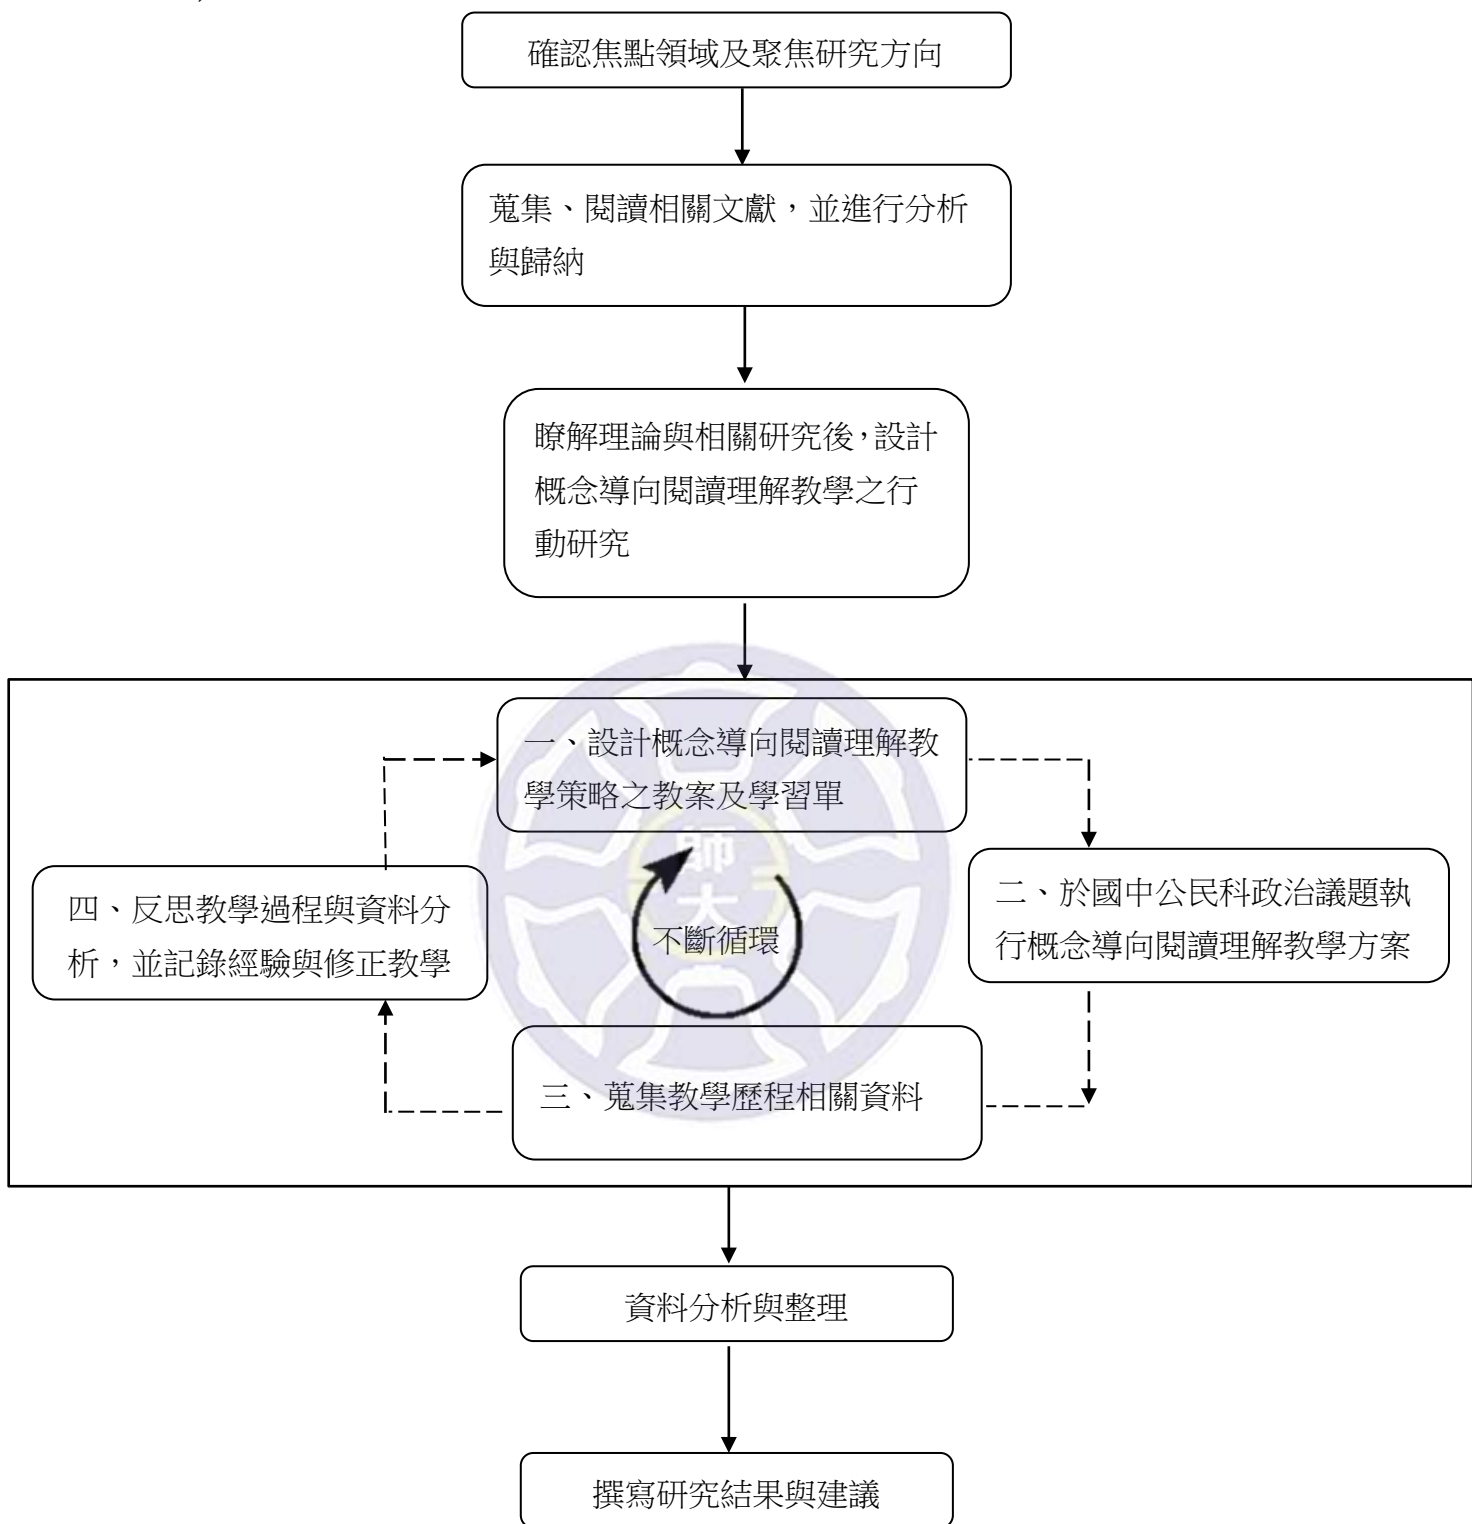 確認焦點領域及聚焦研究方向
蒐集、閱讀相關文獻，並進行分析
與歸納
瞭解理論與相關研究後，設計
概念導向閱讀理解教學之行
動研究
一、設計概念導向閱讀理解教
學策略之教案及學習單
二、於國中公民科政治議題執
行概念導向閱讀理解教學方案
三、蒐集教學歷程相關資料
四、反思教學過程與資料分
析，並記錄經驗與修正教學
師
大
不斷循環
資料分析與整理
撰寫研究結果與建議